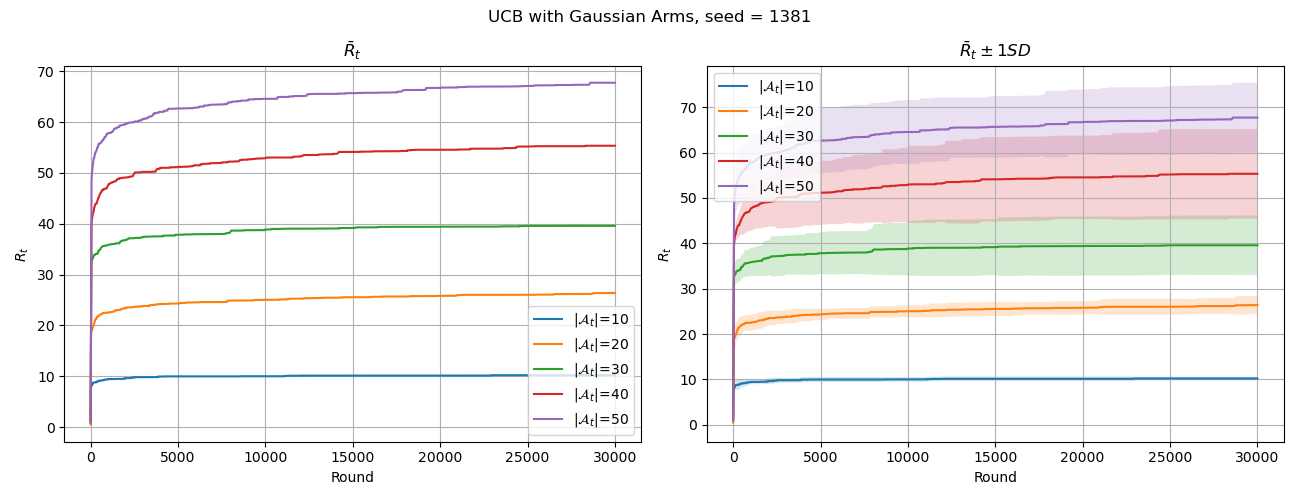 UCB with Gaussian Arms, seed = 1381
R̄ₜ
R̄ₜ ± 1SD
Rₜ
70
60
50
40
30
20
10
0
|𝒜ₜ|=10
|𝒜ₜ|=20
|𝒜ₜ|=30
|𝒜ₜ|=40
|𝒜ₜ|=50
0 5000 10000 15000 20000 25000 30000
Round
Rₜ
70
60
50
40
30
20
10
0
|𝒜ₜ|=10
|𝒜ₜ|=20
|𝒜ₜ|=30
|𝒜ₜ|=40
|𝒜ₜ|=50
0 5000 10000 15000 20000 25000 30000
Round